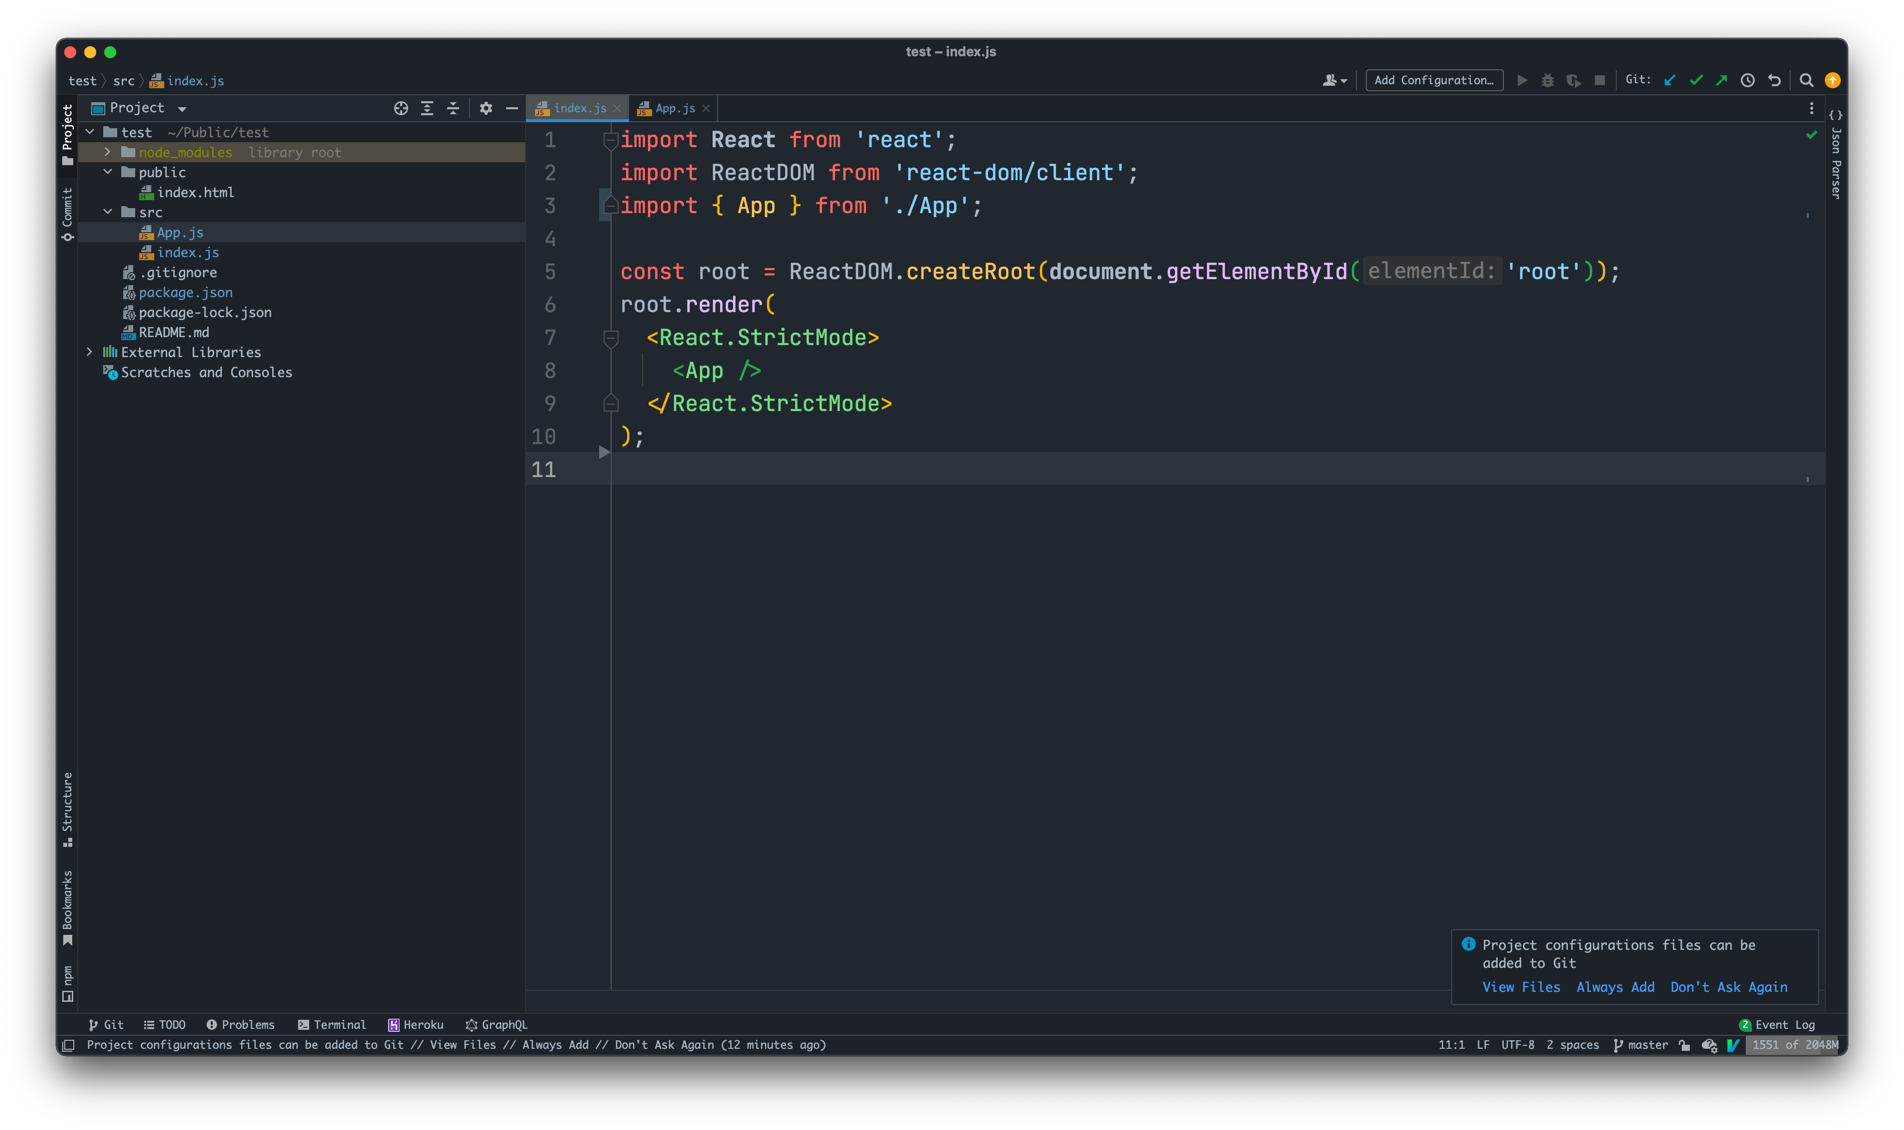 test – index.js
test src index.js
Add Configuration... Git:
Project
index.js
App.js
Project
Commit
Structure
Bookmarks
npm
Json Parser
test ~/Public/test
node_modules library root
public
index.html
src
App.js
index.js
.gitignore
package.json
package-lock.json
README.md
External Libraries
Scratches and Consoles
1 import React from 'react';
2 import ReactDOM from 'react-dom/client';
3 import { App } from './App';
4
5 const root = ReactDOM.createRoot(document.getElementById( elementId: 'root'));
6 root.render(
7 <React.StrictMode>
8 <App />
9 </React.StrictMode>
10 );
11
Project configurations files can be
added to Git
View Files Always Add Don't Ask Again
Git TODO Problems Terminal Heroku GraphQL
2 Event Log
Project configurations files can be added to Git // View Files // Always Add // Don't Ask Again (12 minutes ago)
11:1 LF UTF-8 2 spaces master 1551 of 2048M